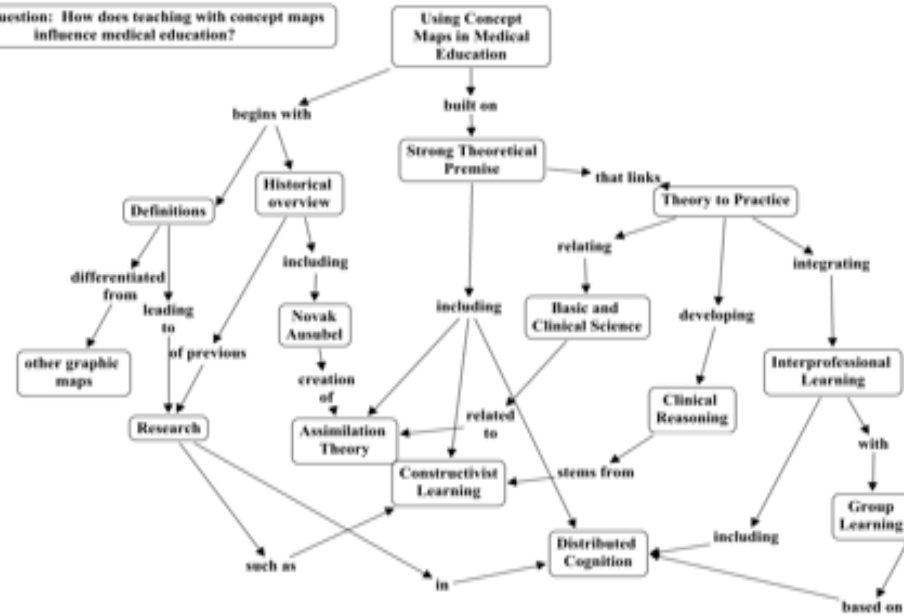 uestion: How does teaching with concept maps
influence medical education?
Using Concept
Maps in Medical
Education
begins with
built on
Strong Theoretical
Premise
that links
Theory to Practice
Historical
overview
Definitions
relating
integrating
including
differentiated
from
leading
to
Novak
Ausubel
including
Basic and
Clinical Science
developing
of previous
other graphic
maps
Interprofessional
Learning
creation
of
Clinical
Reasoning
Research
Assimilation
Theory
related
to
with
Constructivist
Learning
stems from
Group
Learning
such as
in
Distributed
Cognition
including
based on